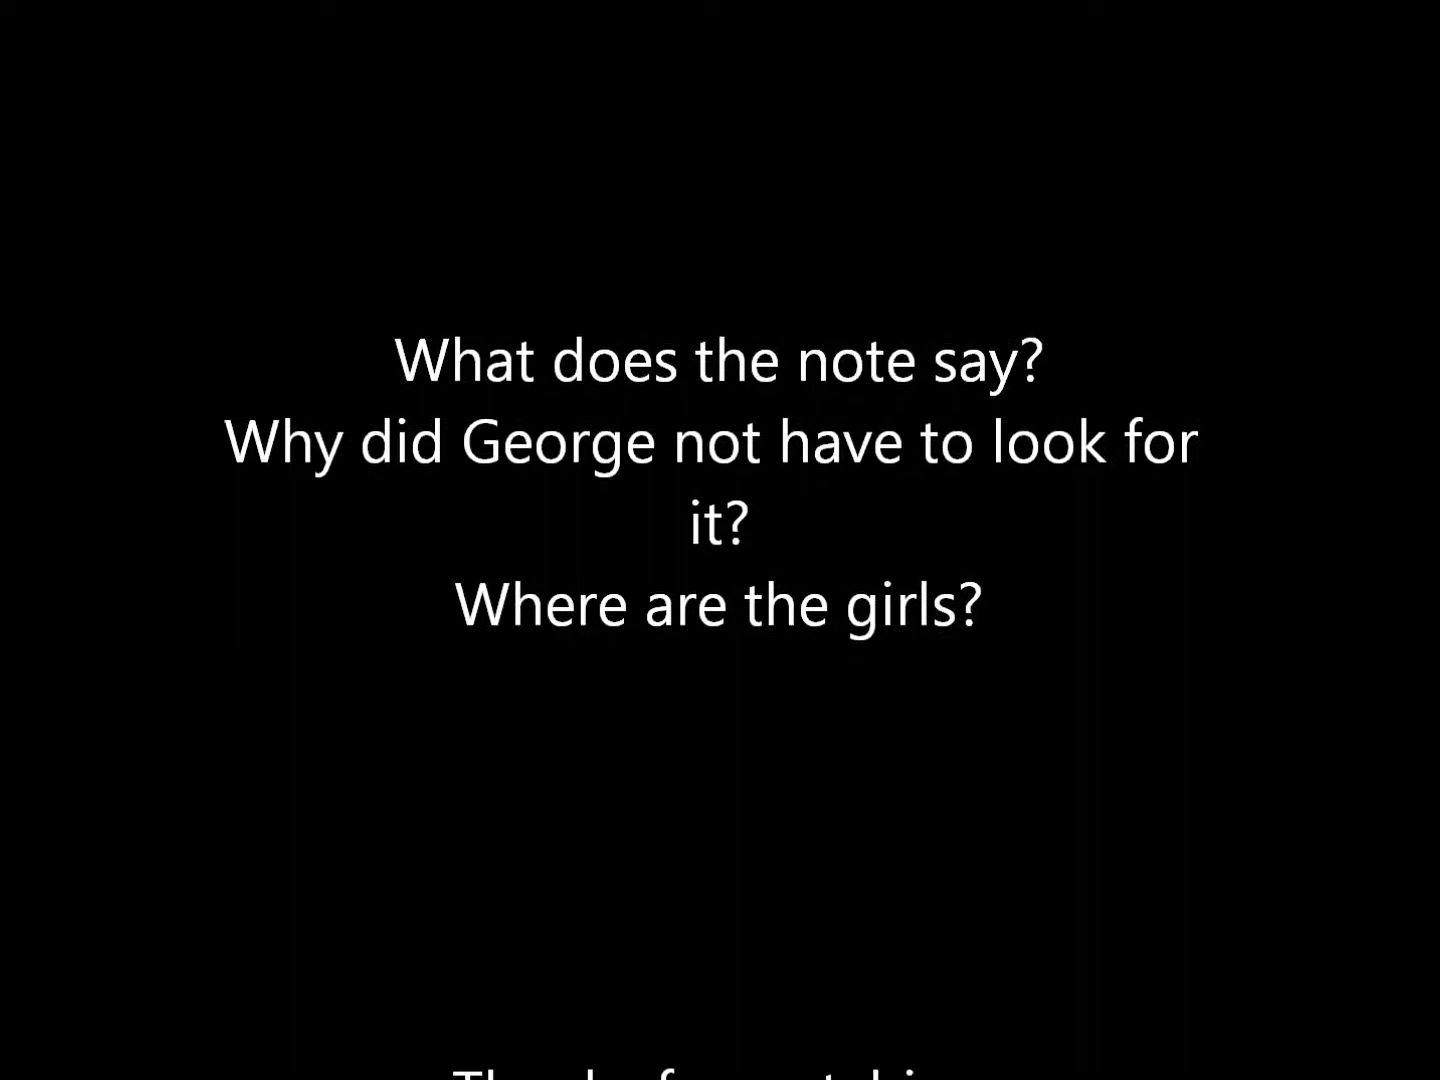 What does the note say?
Why did George not have to look for
it?
Where are the girls?